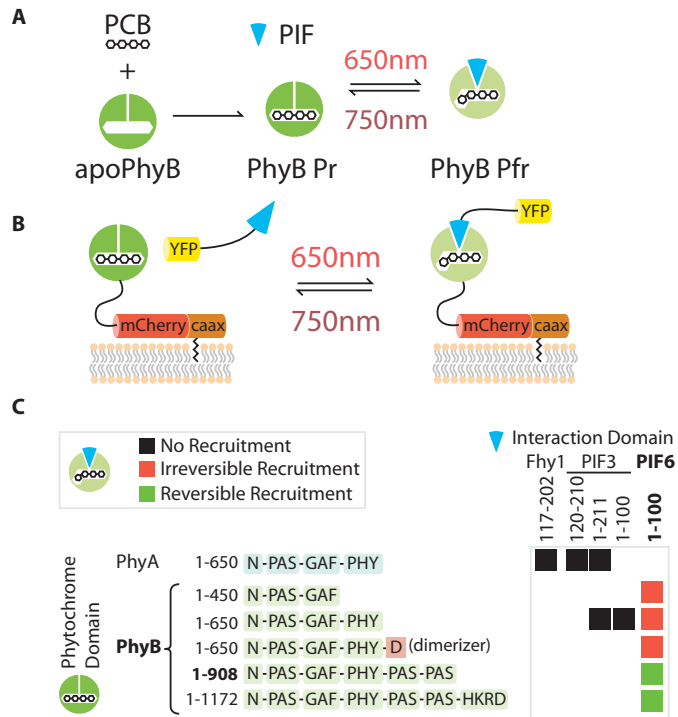 A
PCB
+
PIF
650nm
750nm
apoPhyB
PhyB Pr
PhyB Pfr
B
YFP
YFP
650nm
750nm
mCherry caax
mCherry caax
C
No Recruitment
Irreversible Recruitment
Reversible Recruitment
Interaction Domain
Fhy1 PIF3 PIF6
117-202 120-210 1-211 1-100 1-100
Phytochrome
Domain
PhyA 1-650 N-PAS-GAF-PHY
PhyB
1-450 N-PAS-GAF
1-650 N-PAS-GAF-PHY
1-650 N-PAS-GAF-PHY-D (dimerizer)
1-908 N-PAS-GAF-PHY-PAS-PAS
1-1172 N-PAS-GAF-PHY-PAS-PAS-HKRD